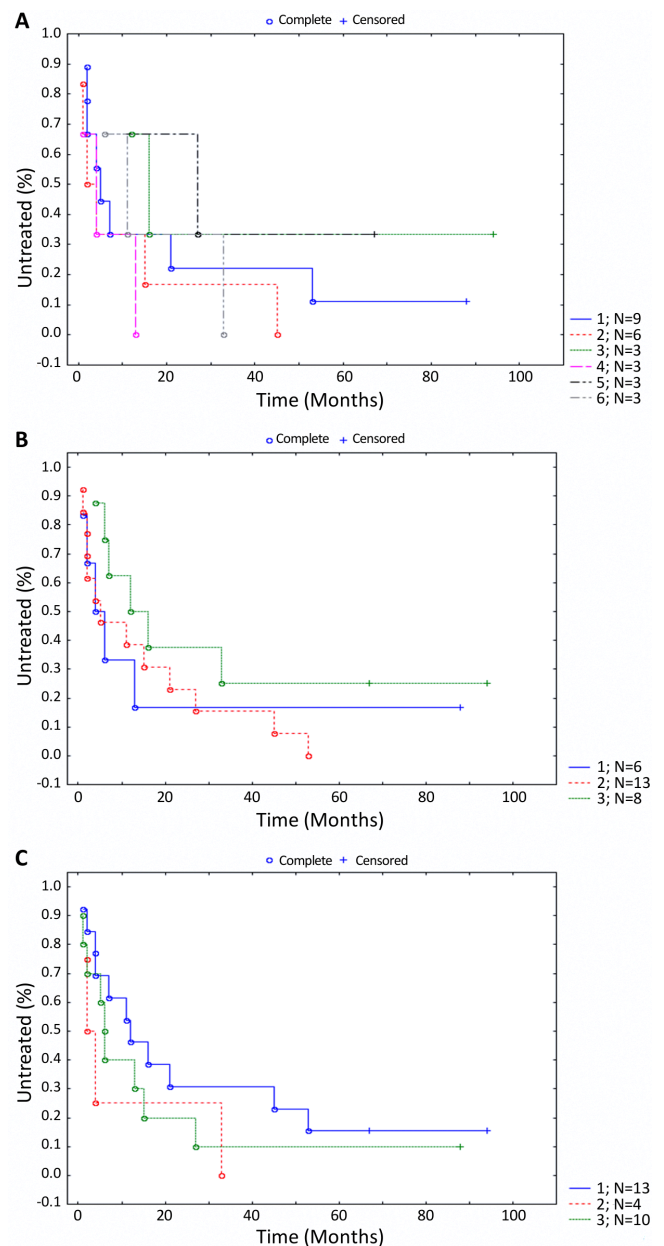 A
Complete + Censored
1.0
0.9
0.8
0.7
0.6
0.5
0.4
0.3
0.2
0.1
0.0
-0.1
Untreated (%)
0 20 40 60 80 100
Time (Months)
1; N=9
2; N=6
3; N=3
4; N=3
5; N=3
6; N=3
B
Complete + Censored
1.0
0.9
0.8
0.7
0.6
0.5
0.4
0.3
0.2
0.1
0.0
-0.1
Untreated (%)
0 20 40 60 80 100
Time (Months)
1; N=6
2; N=13
3; N=8
C
Complete + Censored
1.0
0.9
0.8
0.7
0.6
0.5
0.4
0.3
0.2
0.1
0.0
-0.1
Untreated (%)
0 20 40 60 80 100
Time (Months)
1; N=13
2; N=4
3; N=10